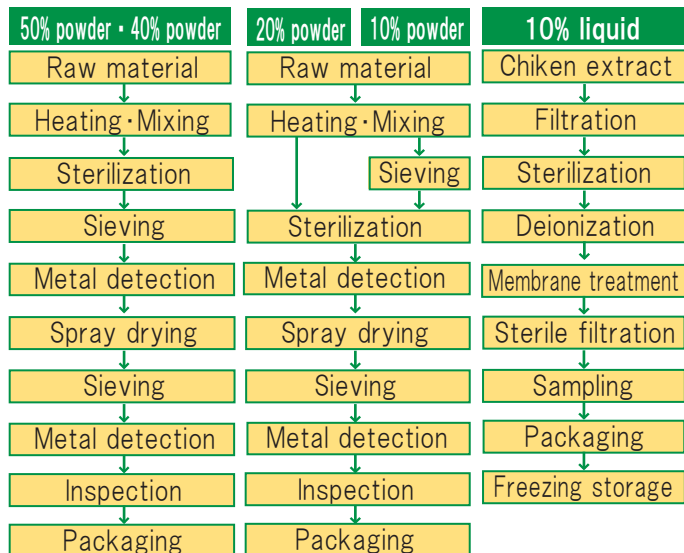 50% powder・40% powder
Raw material
Heating・Mixing
Sterilization
Sieving
Metal detection
Spray drying
Sieving
Metal detection
Inspection
Packaging
20% powder
10% powder
Raw material
Heating・Mixing
Sieving
Sterilization
Metal detection
Spray drying
Sieving
Metal detection
Inspection
Packaging
10% liquid
Chiken extract
Filtration
Sterilization
Deionization
Membrane treatment
Sterile filtration
Sampling
Packaging
Freezing storage